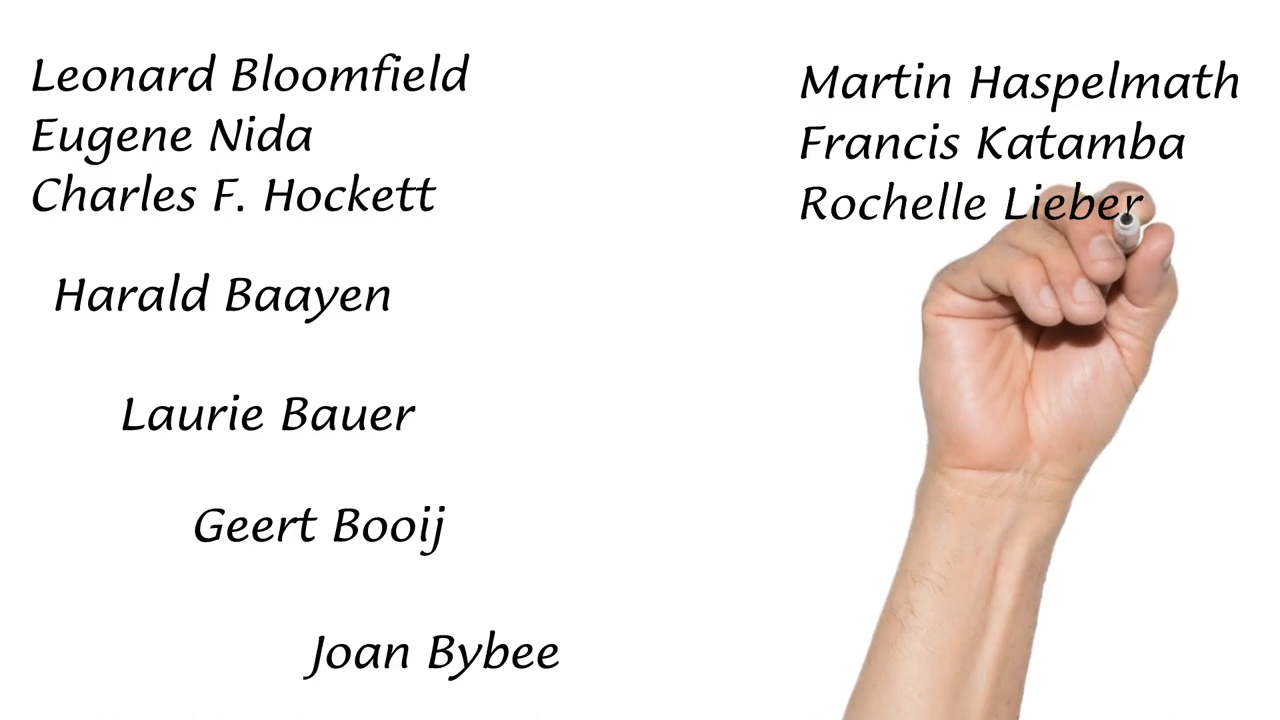 Leonard Bloomfield
Eugene Nida
Charles F. Hockett
Harald Baayen
Laurie Bauer
Geert Booij
Joan Bybee
Martin Haspelmath
Francis Katamba
Rochelle Lieber